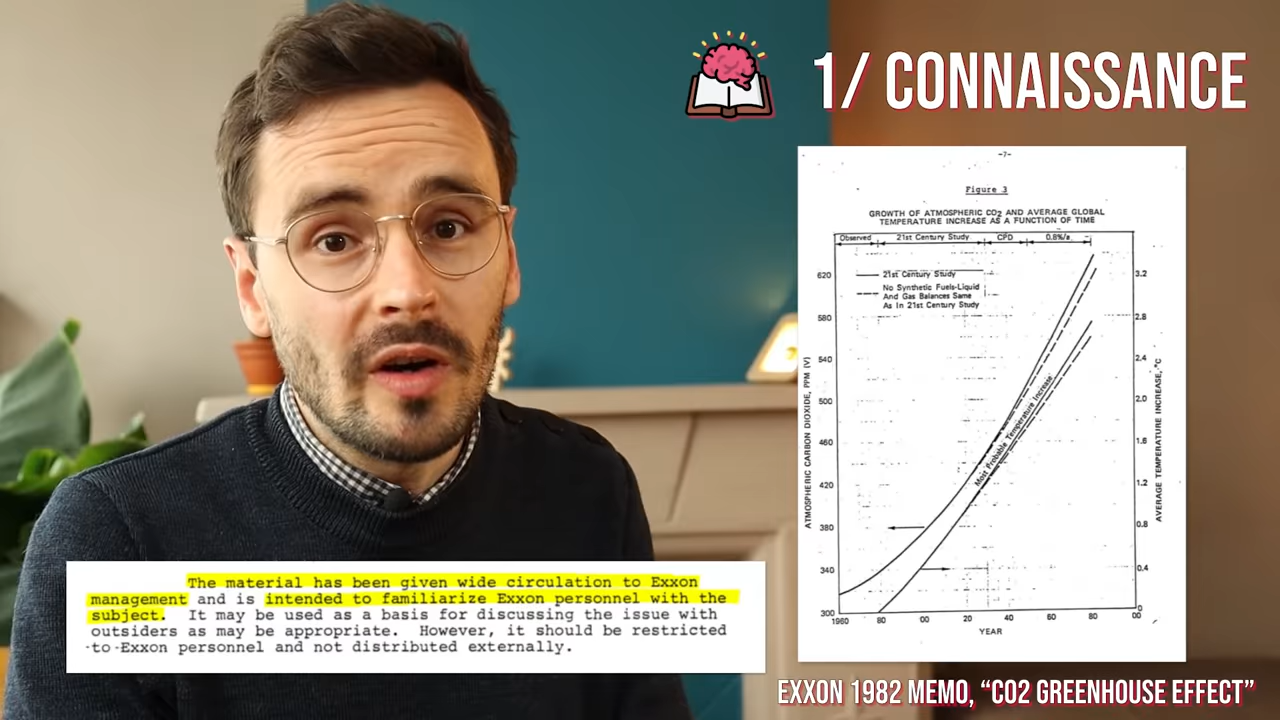 1/ CONNAISSANCE
-7-
Figure 3
GROWTH OF ATMOSPHERIC CO2 AND AVERAGE GLOBAL
TEMPERATURE INCREASE AS A FUNCTION OF TIME
Observed 21st Century Study CPD 0.8%/a
21st Century Study
No Synthetic Fuels-Liquid
And Gas Balances Same
As In 21st Century Study
620
580
540
500
460
420
380
340
300
ATMOSPHERIC CARBON DIOXIDE, PPM (V)
Most Probable Temperature Increase
3.2
2.8
2.4
2.0
1.6
1.2
0.8
0.4
0
AVERAGE TEMPERATURE INCREASE, °C
1960 80 00 20 40 60 80 00
YEAR
The material has been given wide circulation to Exxon
management and is intended to familiarize Exxon personnel with the
subject. It may be used as a basis for discussing the issue with
outsiders as may be appropriate. However, it should be restricted
to Exxon personnel and not distributed externally.
EXXON 1982 MEMO, “CO2 GREENHOUSE EFFECT”